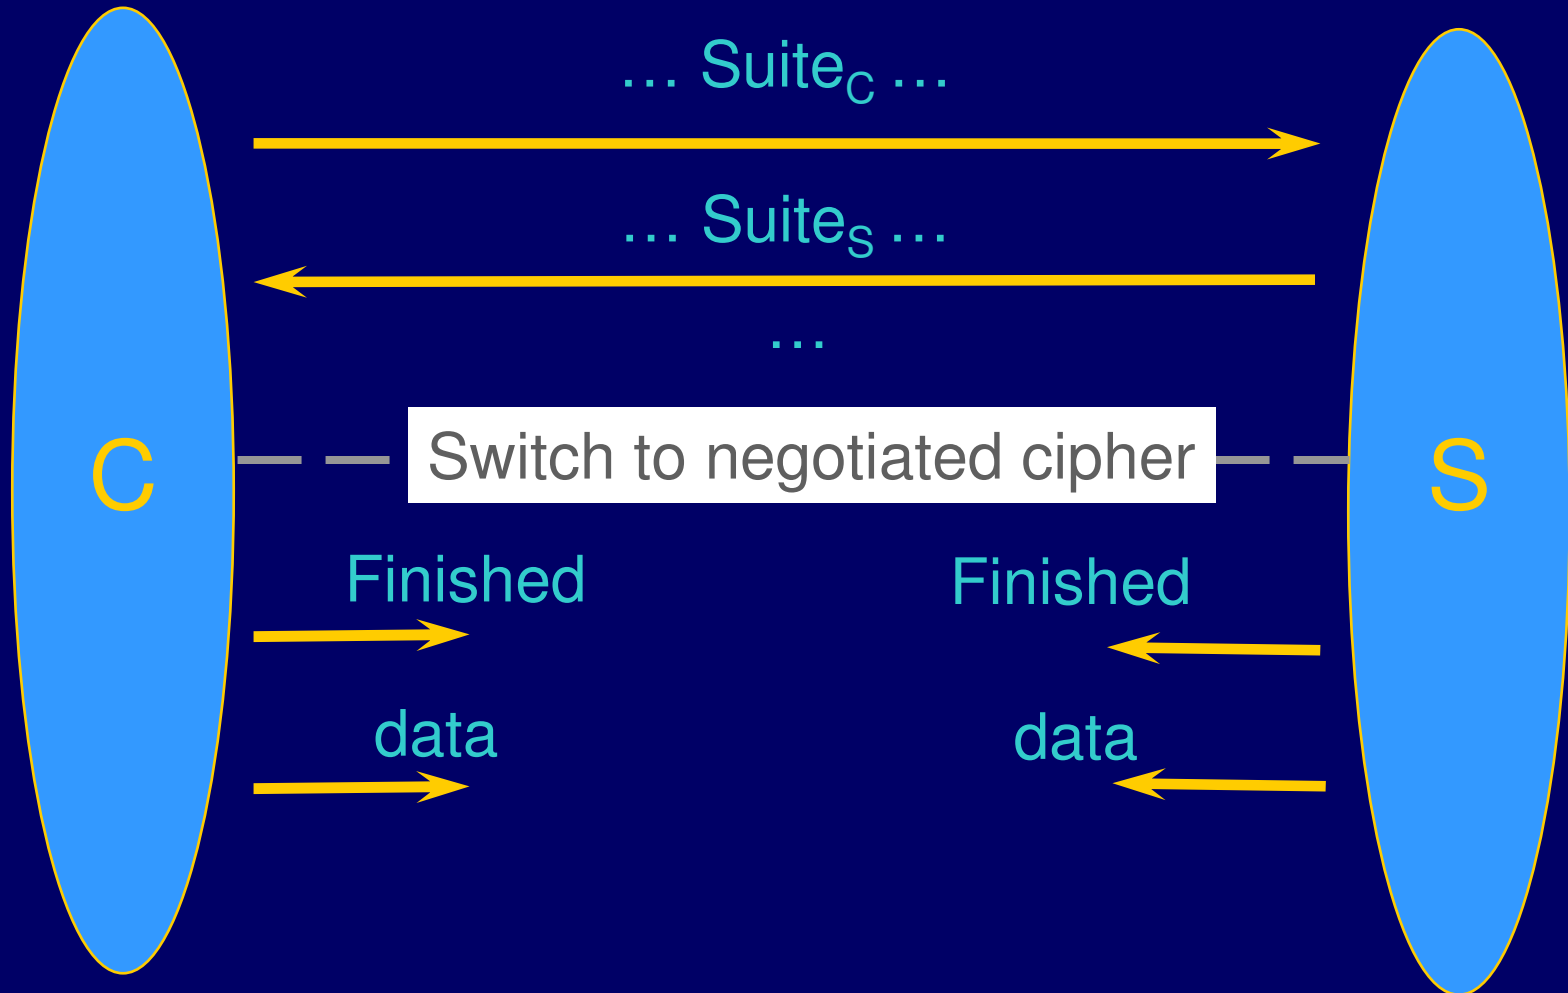 … Suite_C …
… Suite_S …
…
C
Switch to negotiated cipher
S
Finished
Finished
data
data